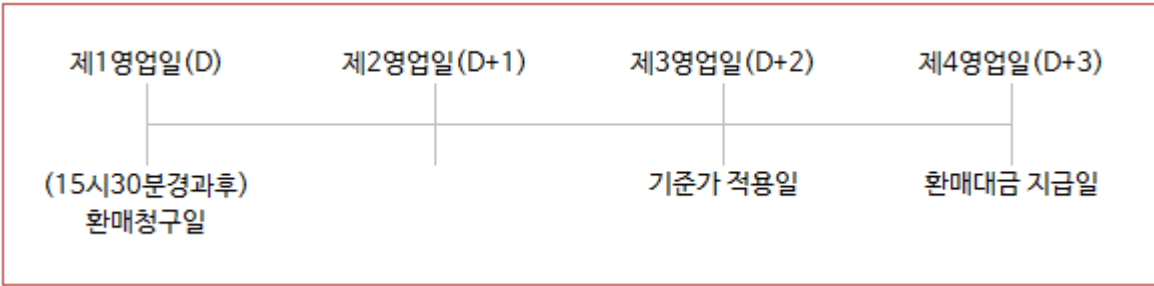 제1영업일(D) 제2영업일(D+1) 제3영업일(D+2) 제4영업일(D+3)
(15시30분경과후) 기준가 적용일 환매대금 지급일
환매청구일